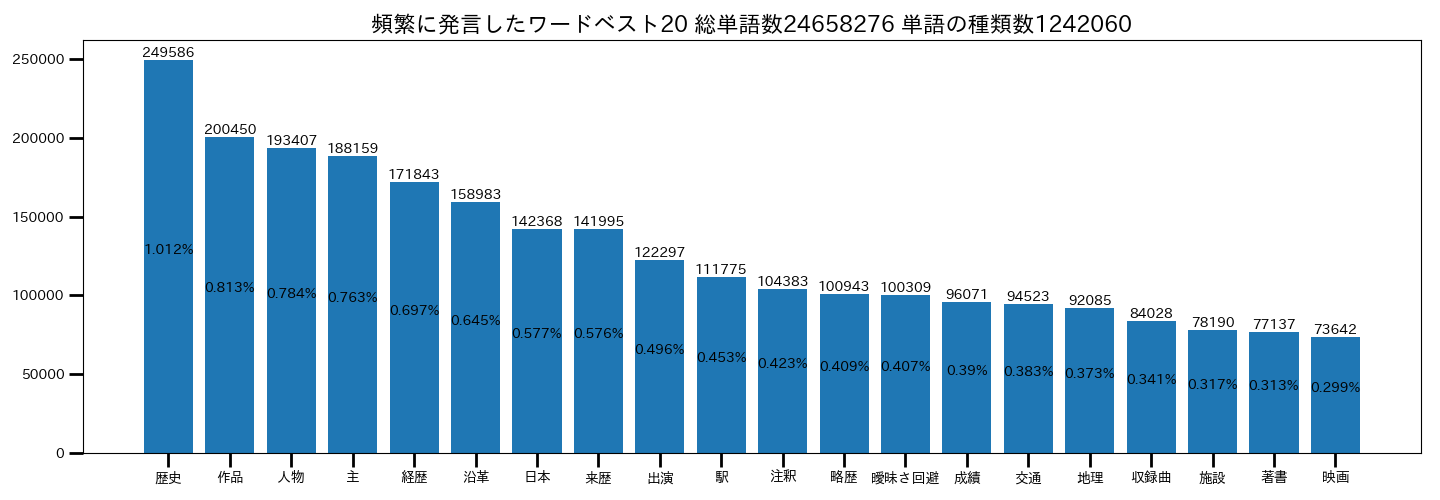 頻繁に発言したワードベスト20 総単語数24658276 単語の種類数1242060
250000
200000
150000
100000
50000
0
249586
200450
193407
188159
171843
158983
142368
141995
122297
111775
104383
100943
100309
96071
94523
92085
84028
78190
77137
73642
1.012%
0.813%
0.784%
0.763%
0.697%
0.645%
0.577%
0.576%
0.496%
0.453%
0.423%
0.409%
0.407%
0.39%
0.383%
0.373%
0.341%
0.317%
0.313%
0.299%
歴史
作品
人物
主
経歴
沿革
日本
来歴
出演
駅
注釈
略歴
曖昧さ回避
成績
交通
地理
収録曲
施設
著書
映画